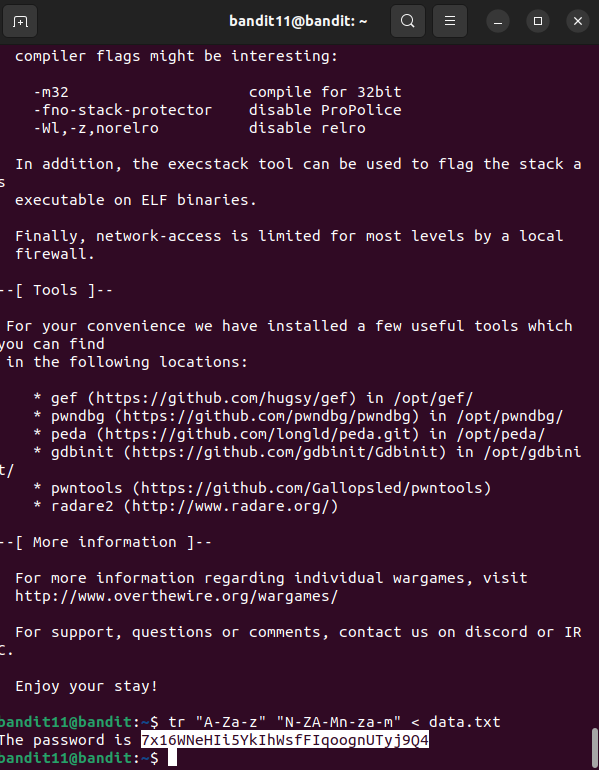 bandit11@bandit: ~
compiler flags might be interesting:
-m32 compile for 32bit
-fno-stack-protector disable ProPolice
-Wl,-z,norelro disable relro
In addition, the execstack tool can be used to flag the stack a
s
executable on ELF binaries.
Finally, network-access is limited for most levels by a local
firewall.
--[ Tools ]--
For your convenience we have installed a few useful tools which
you can find
in the following locations:
* gef (https://github.com/hugsy/gef) in /opt/gef/
* pwndbg (https://github.com/pwndbg/pwndbg) in /opt/pwndbg/
* peda (https://github.com/longld/peda.git) in /opt/peda/
* gdbinit (https://github.com/gdbinit/Gdbinit) in /opt/gdbini
t/
* pwntools (https://github.com/Gallopsled/pwntools)
* radare2 (http://www.radare.org/)
--[ More information ]--
For more information regarding individual wargames, visit
http://www.overthewire.org/wargames/
For support, questions or comments, contact us on discord or IR
C.
Enjoy your stay!
bandit11@bandit:~$ tr "A-Za-z" "N-ZA-Mn-za-m" < data.txt
The password is 7x16WNeHIi5YkIhWsfFIqoognUTyj9Q4
bandit11@bandit:~$